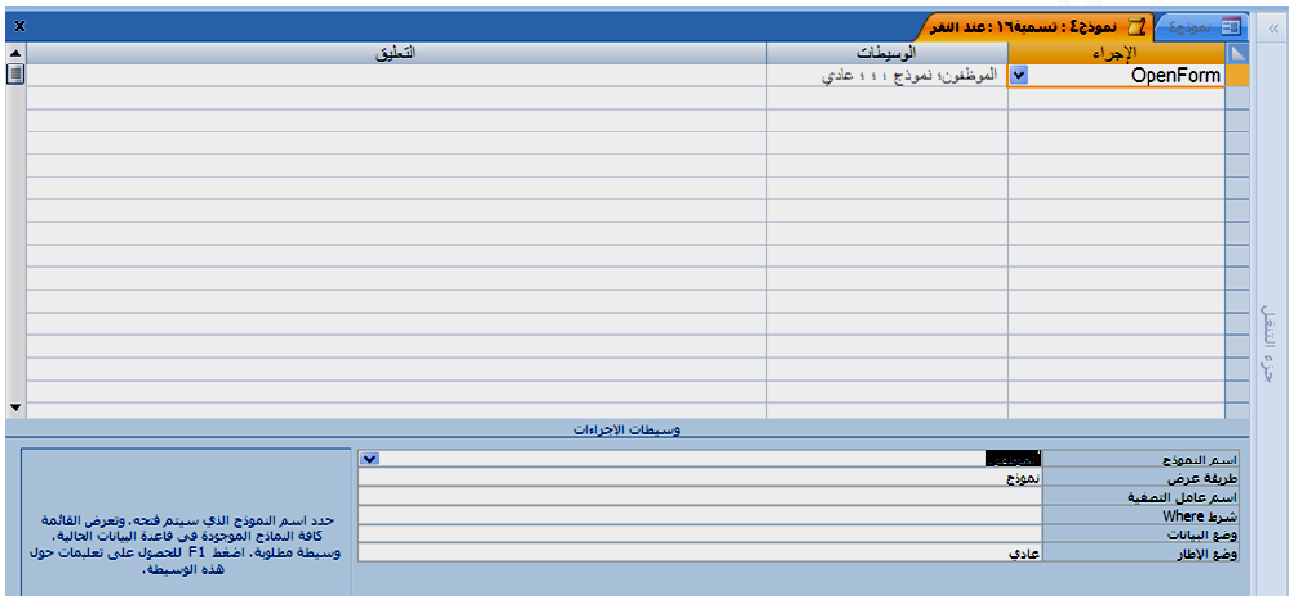 نموذج٤
نموذج٤ : تسمية١٦ : عند النقر
x
»
الإجراء
الوسيطات
التعليق
OpenForm
الموظفون؛ نموذج ؛ ؛ ؛ عادي
جزء التنقل
وسيطات الإجراءات
اسم النموذج
الموظفون
طريقة عرض
نموذج
اسم عامل التصفية
شرط Where
وضع البيانات
وضع الإطار
عادي
حدد اسم النموذج الذي سيتم فتحه. وتعرض القائمة
كافة النماذج الموجودة في قاعدة البيانات الحالية.
وسيطة مطلوبة. اضغط F1 للحصول على تعليمات حول
هذه الوسيطة.